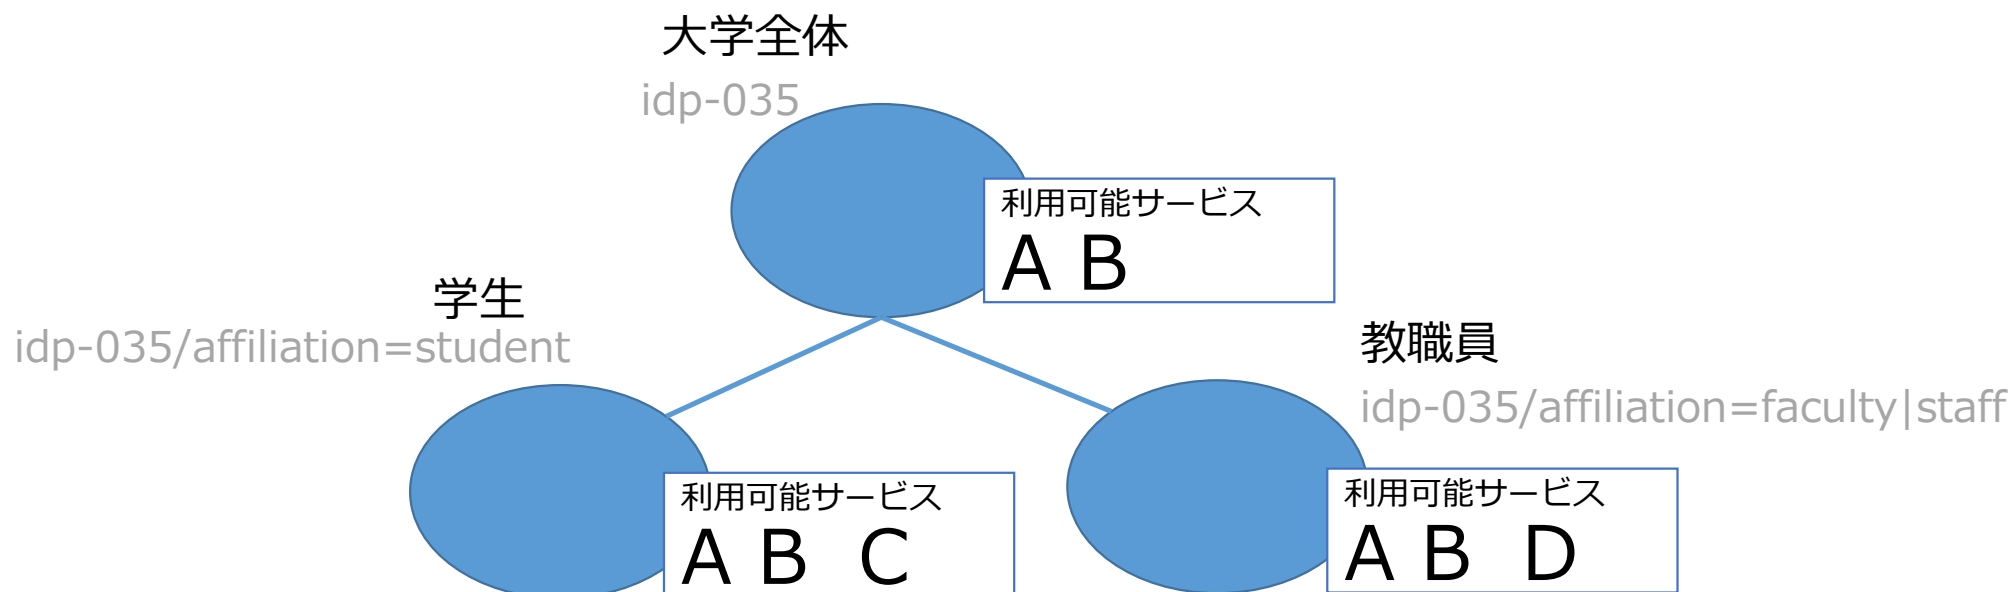 大学全体
idp-035
利用可能サービス
A B
学生
idp-035/affiliation=student
利用可能サービス
A B C
教職員
idp-035/affiliation=faculty|staff
利用可能サービス
A B D